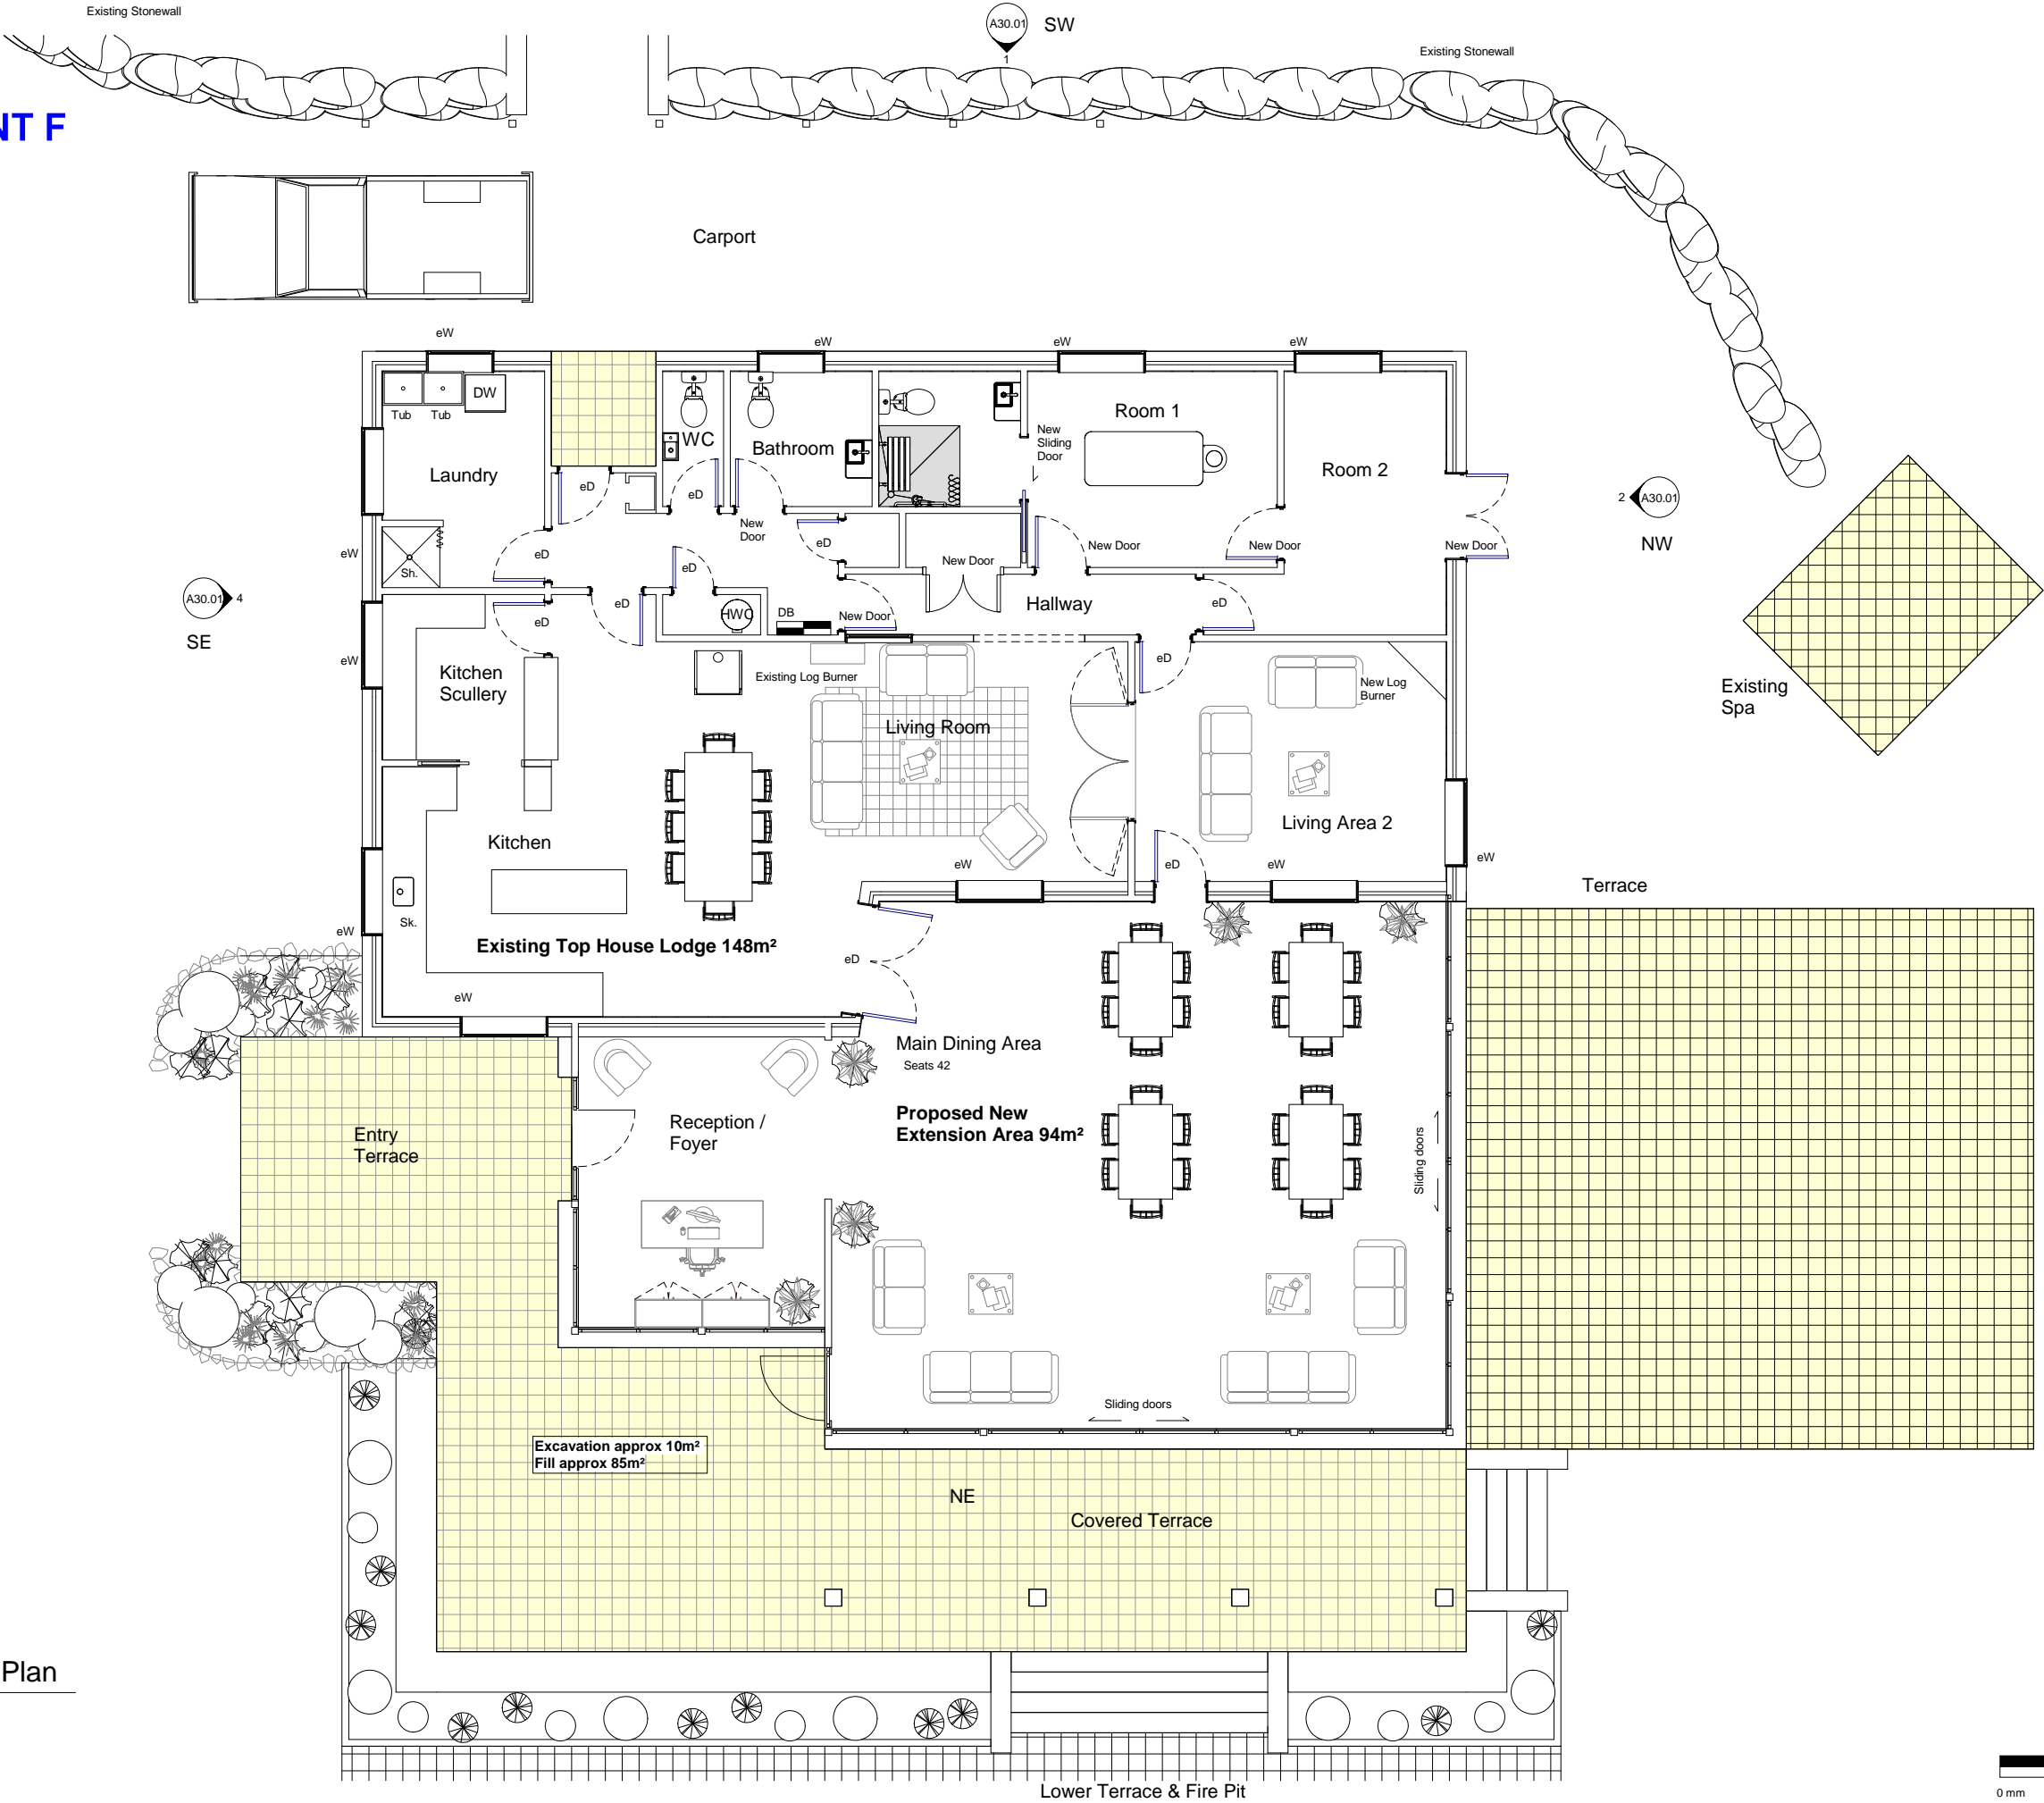 Existing Stonewall
A30.01
SW
1
Existing Stonewall
NT F
Carport
eW
eW
eW
eW
DW
Tub
Tub
WC
Bathroom
Room 1
New
Sliding
Door
Laundry
Room 2
eD
eD
2
A30.01
NW
New
Door
eD
New Door
New Door
New Door
New Door
eW
eD
Sh.
eD
A30.01
4
SE
eD
eD
HWC
DB
New Door
Hallway
eD
eW
Kitchen
Scullery
Existing Log Burner
eD
New Log
Burner
Existing
Spa
Living Room
Living Area 2
Kitchen
eW
eD
eW
eW
Terrace
Sk.
eW
Existing Top House Lodge 148m²
eD
eW
Main Dining Area
Seats 42
Proposed New
Extension Area 94m²
Reception /
Foyer
Entry
Terrace
Sliding doors
Sliding doors
Excavation approx 10m²
Fill approx 85m²
NE
Covered Terrace
Plan
Lower Terrace & Fire Pit
0 mm